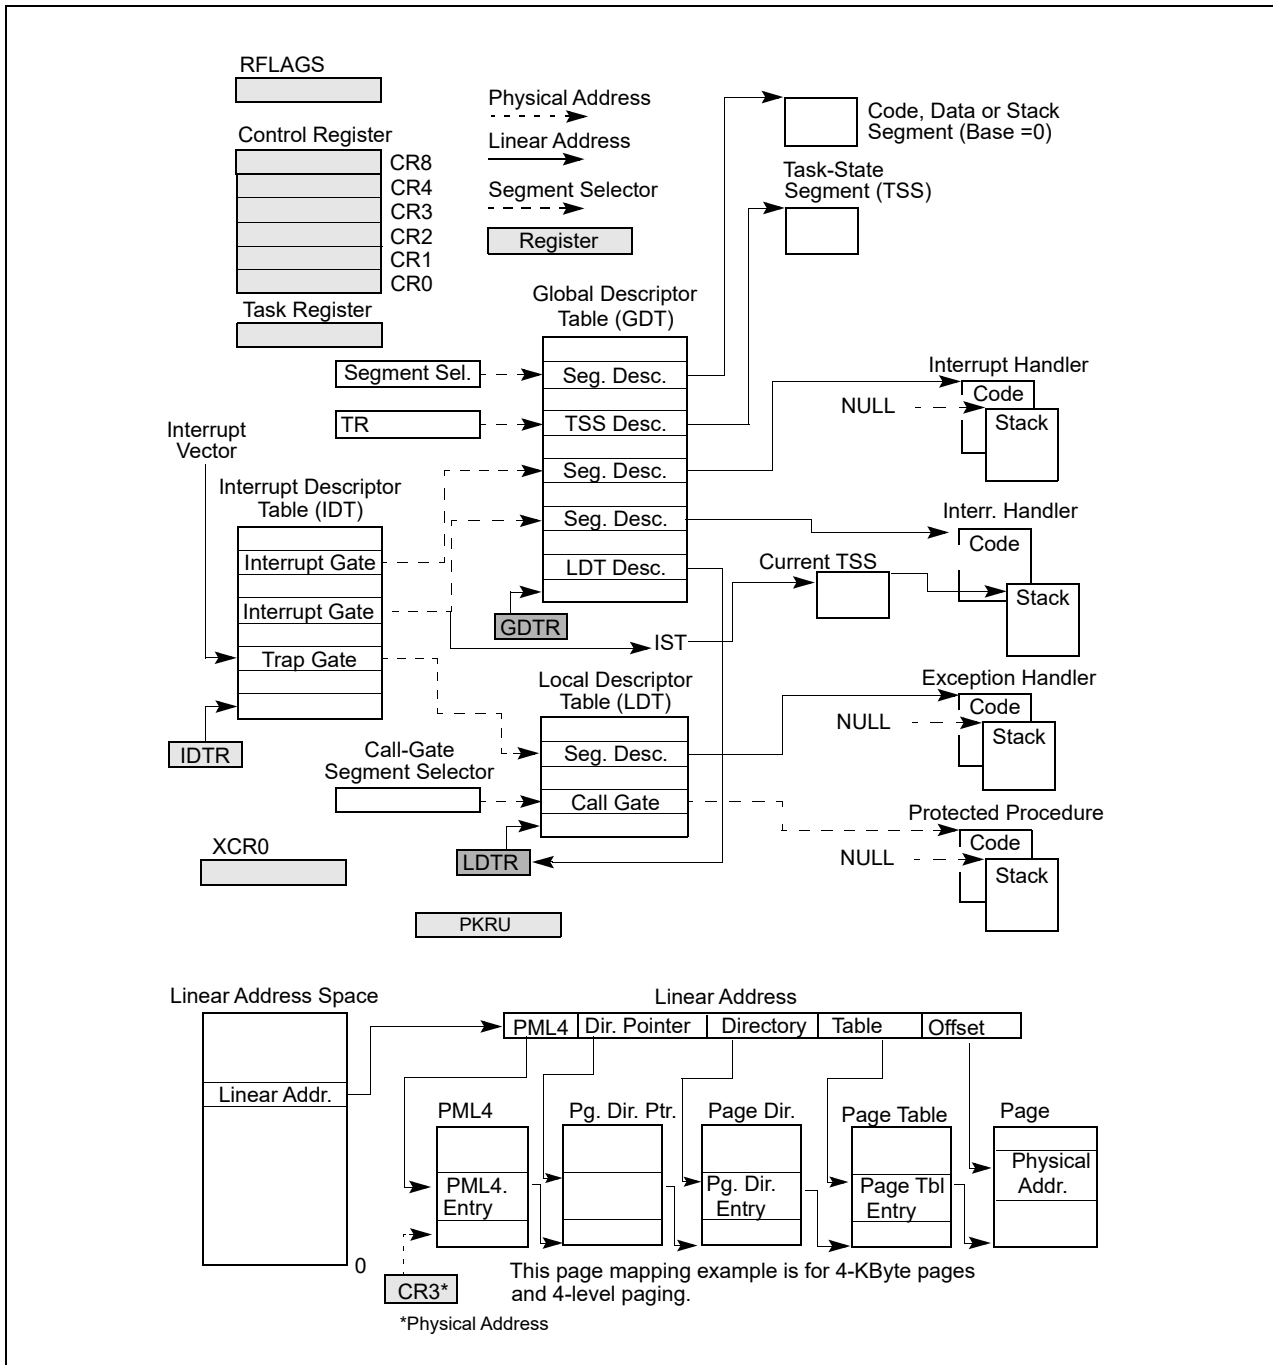 RFLAGS
Control Register
CR8
CR4
CR3
CR2
CR1
CR0
Task Register
Physical Address
Linear Address
Segment Selector
Register
Code, Data or Stack
Segment (Base =0)
Task-State
Segment (TSS)
Global Descriptor
Table (GDT)
Segment Sel.
Seg. Desc.
TR
TSS Desc.
Seg. Desc.
Seg. Desc.
LDT Desc.
GDTR
Interrupt
Vector
Interrupt Descriptor
Table (IDT)
Interrupt Gate
Interrupt Gate
Trap Gate
IDTR
Interrupt Handler
Code
NULL
Stack
Interr. Handler
Code
Current TSS
Stack
IST
Local Descriptor
Table (LDT)
Seg. Desc.
Call-Gate
Segment Selector
Call Gate
LDTR
Exception Handler
Code
NULL
Stack
Protected Procedure
Code
NULL
Stack
XCR0
PKRU
Linear Address Space
Linear Addr.
0
Linear Address
PML4 Dir. Pointer Directory Table Offset
PML4
Pg. Dir. Ptr.
Page Dir.
Page Table
Page
PML4.
Entry
Pg. Dir.
Entry
Page Tbl
Entry
Physical
Addr.
CR3*
*Physical Address
This page mapping example is for 4-KByte pages
and 4-level paging.